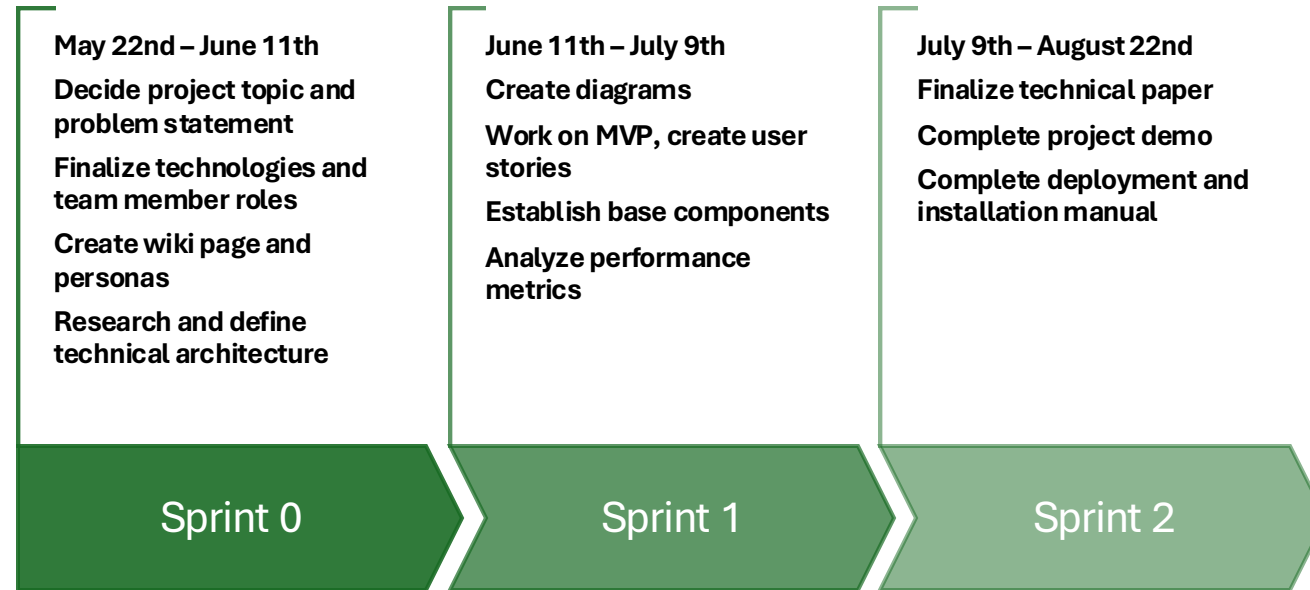 May 22nd – June 11th
Decide project topic and
problem statement
Finalize technologies and
team member roles
Create wiki page and
personas
Research and define
technical architecture
Sprint 0
June 11th – July 9th
Create diagrams
Work on MVP, create user
stories
Establish base components
Analyze performance
metrics
Sprint 1
July 9th – August 22nd
Finalize technical paper
Complete project demo
Complete deployment and
installation manual
Sprint 2